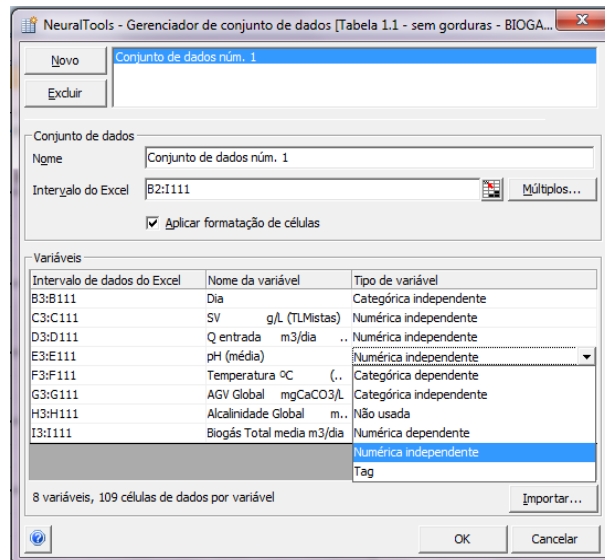 NeuralTools - Gerenciador de conjunto de dados [Tabela 1.1 - sem gorduras - BIOGA...
Novo
Conjunto de dados núm. 1
Excluir
Conjunto de dados
Nome Conjunto de dados núm. 1
Intervalo do Excel B2:I111 Múltiplos...
Aplicar formatação de células
Variáveis
Intervalo de dados do Excel Nome da variável Tipo de variável
B3:B111 Dia Categórica independente
C3:C111 SV g/L (TLMistas) Numérica independente
D3:D111 Q entrada m3/dia .. Numérica independente
E3:E111 pH (média) Numérica independente
F3:F111 Temperatura ºC (.. Categórica dependente
G3:G111 AGV Global mgCaCO3/L Categórica independente
H3:H111 Alcalinidade Global m.. Não usada
I3:I111 Biogás Total media m3/dia Numérica dependente
Numérica independente
Tag
8 variáveis, 109 células de dados por variável Importar...
OK Cancelar